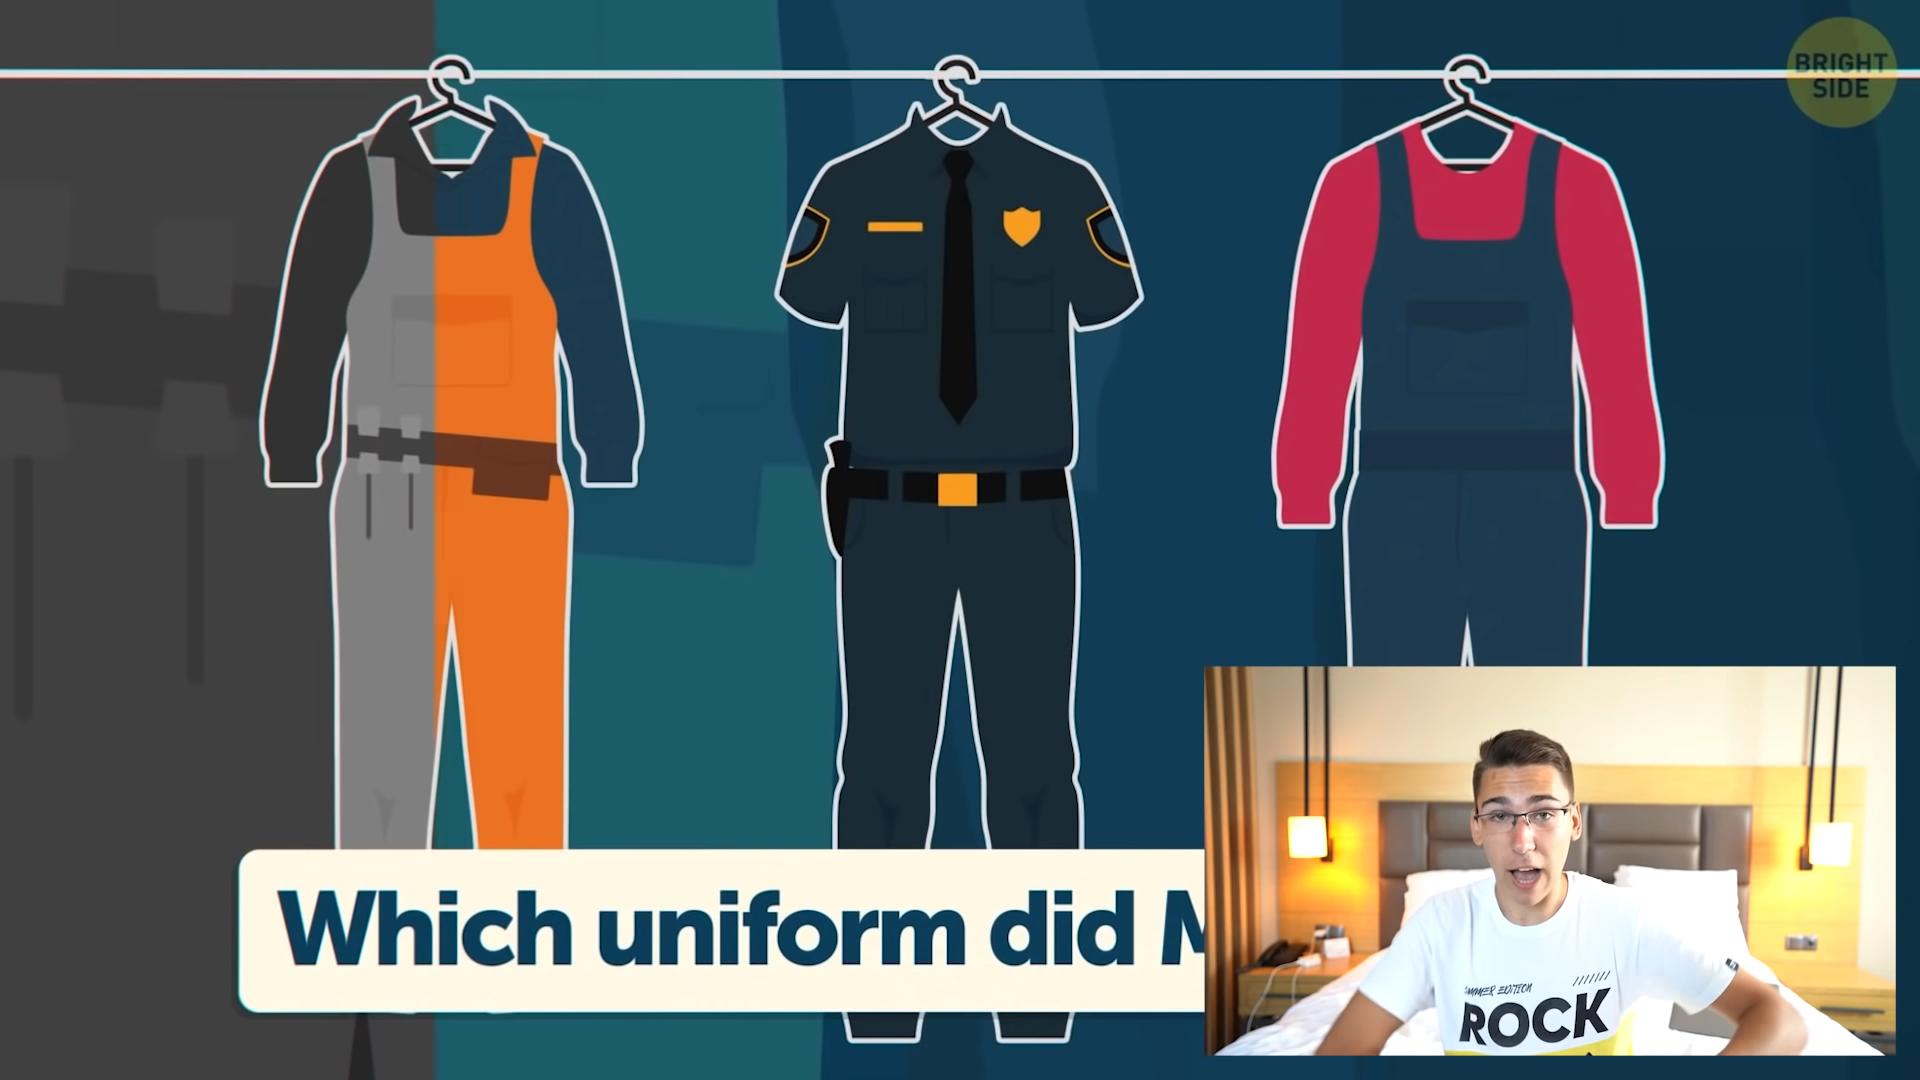 BRIGHT
SIDE
Which uniform did
SUMMER EDITION
ROCK